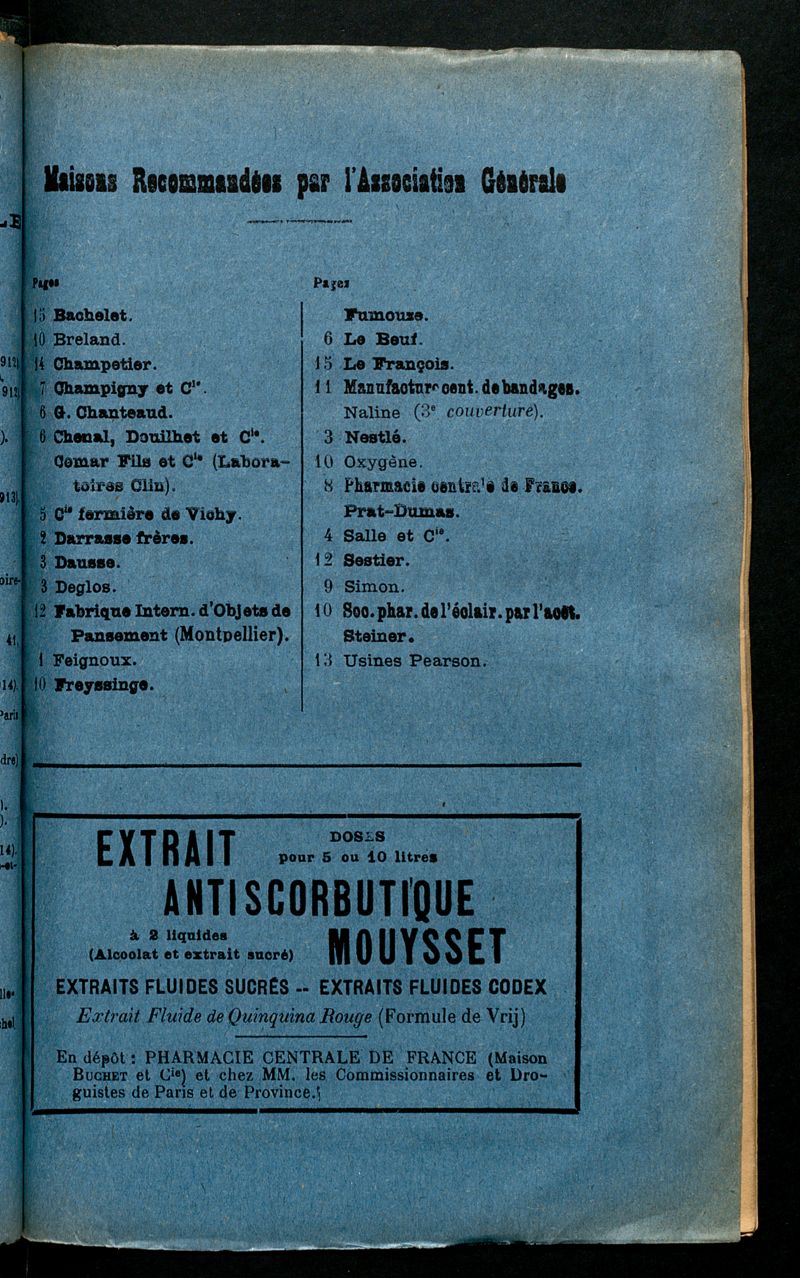 Maisons Recommandées par l'Association Générale
Pages
15 Bachelet.
10 Breland.
14 Champetier.
7 Champigny et Cie.
6 G. Chanteaud.
6 Chenal, Douilhet et Cie.
Comar Fils et Cie (Labora-
toires Clin).
5 Cie fermière de Vichy.
2 Darrasse frères.
3 Dausse.
3 Deglos.
12 Fabrique Intern. d'Objets de
Pansement (Montpellier).
1 Feignoux.
10 Freyssinge.
Pages
Fumouze.
6 Le Beuf.
15 Le François.
11 Manufactre cent. de bandages.
Naline (3e couverture).
3 Nestlé.
10 Oxygène.
8 Pharmacie centrale de France.
Prat-Dumas.
4 Salle et Cie.
12 Sestier.
9 Simon.
10 Soc. phar. de l'éclair. par l'acét.
Steiner.
13 Usines Pearson.
EXTRAIT
DOSES
pour 5 ou 10 litres
ANTISCORBUTIQUE
à 2 liquides
(Alcoolat et extrait sucré)
MOUYSSET
EXTRAITS FLUIDES SUCRÉS -- EXTRAITS FLUIDES CODEX
Extrait Fluide de Quinquina Rouge (Formule de Vrij)
En dépôt : PHARMACIE CENTRALE DE FRANCE (Maison
BUCHET et Cie) et chez MM. les Commissionnaires et Dro-
guistes de Paris et de Province.